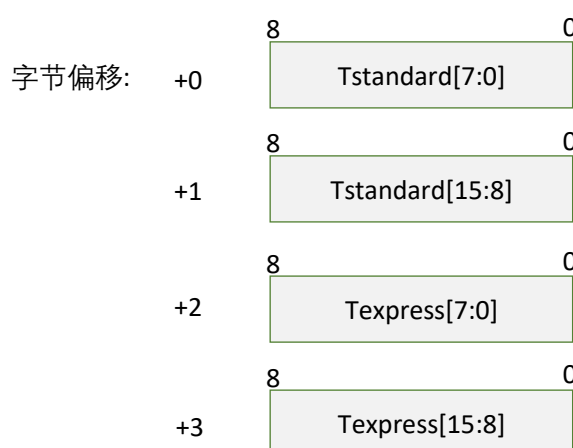 8 0
字节偏移: +0 Tstandard[7:0]
8 0
+1 Tstandard[15:8]
8 0
+2 Texpress[7:0]
8 0
+3 Texpress[15:8]